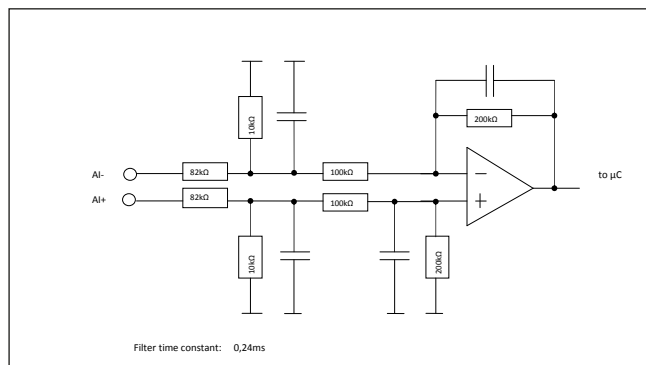 10kΩ
200kΩ
AI-
82kΩ
100kΩ
−
to µC
AI+
82kΩ
100kΩ
+
10kΩ
200kΩ
Filter time constant: 0,24ms